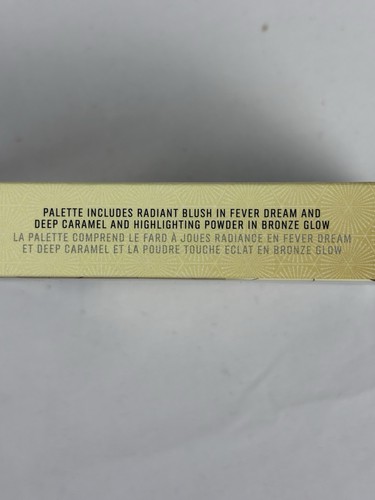 PALETTE INCLUDES RADIANT BLUSH IN FEVER DREAM AND
DEEP CARAMEL AND HIGHLIGHTING POWDER IN BRONZE GLOW
LA PALETTE COMPREND LE FARD À JOUES RADIANCE EN FEVER DREAM
ET DEEP CARAMEL ET LA POUDRE TOUCHE ECLAT EN BRONZE GLOW